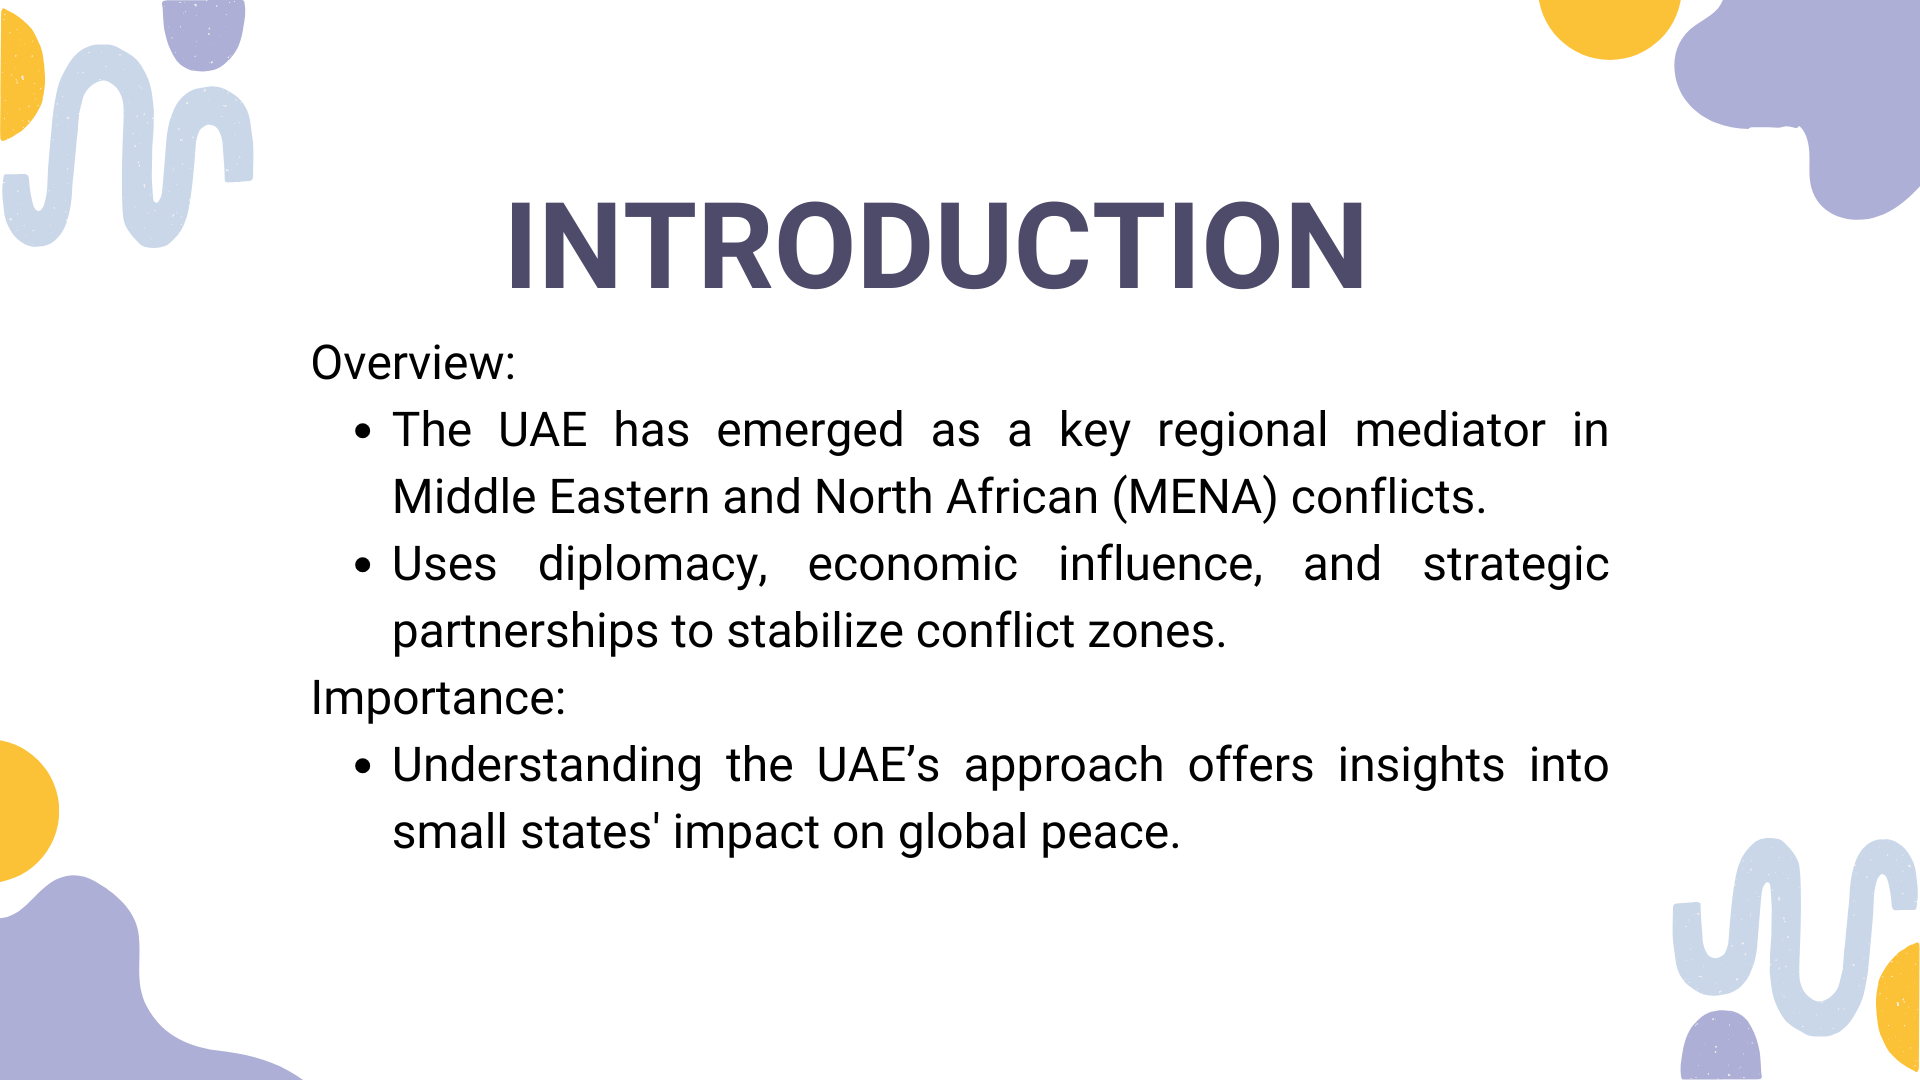 INTRODUCTION
Overview:
• The UAE has emerged as a key regional mediator in
Middle Eastern and North African (MENA) conflicts.
• Uses diplomacy, economic influence, and strategic
partnerships to stabilize conflict zones.
Importance:
• Understanding the UAE’s approach offers insights into
small states' impact on global peace.